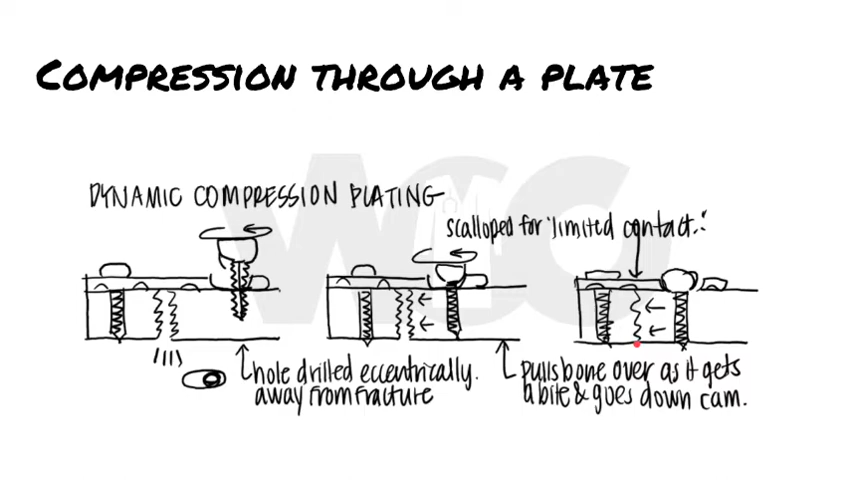 COMPRESSION THROUGH A PLATE
DYNAMIC COMPRESSION PLATING
scalloped for 'limited contact'.
hole drilled eccentrically.
away from fracture
pulls bone over as it gets
a bite & goes down cam.
WCC